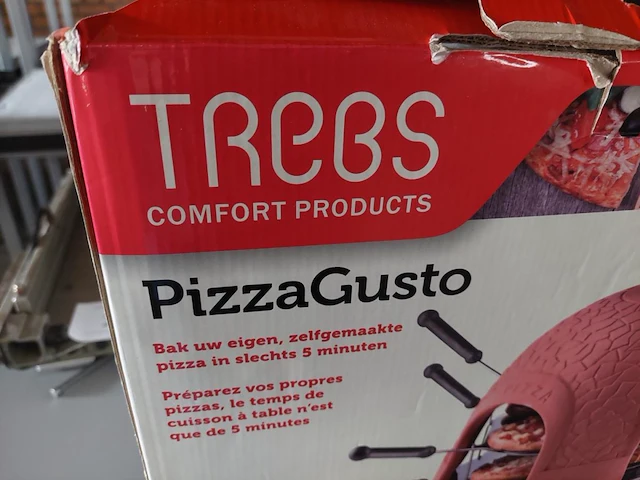 TREBS
COMFORT PRODUCTS
PizzaGusto
Bak uw eigen, zelfgemaakte
pizza in slechts 5 minuten
Préparez vos propres
pizzas, le temps de
cuisson à table n'est
que de 5 minutes
PIZZA